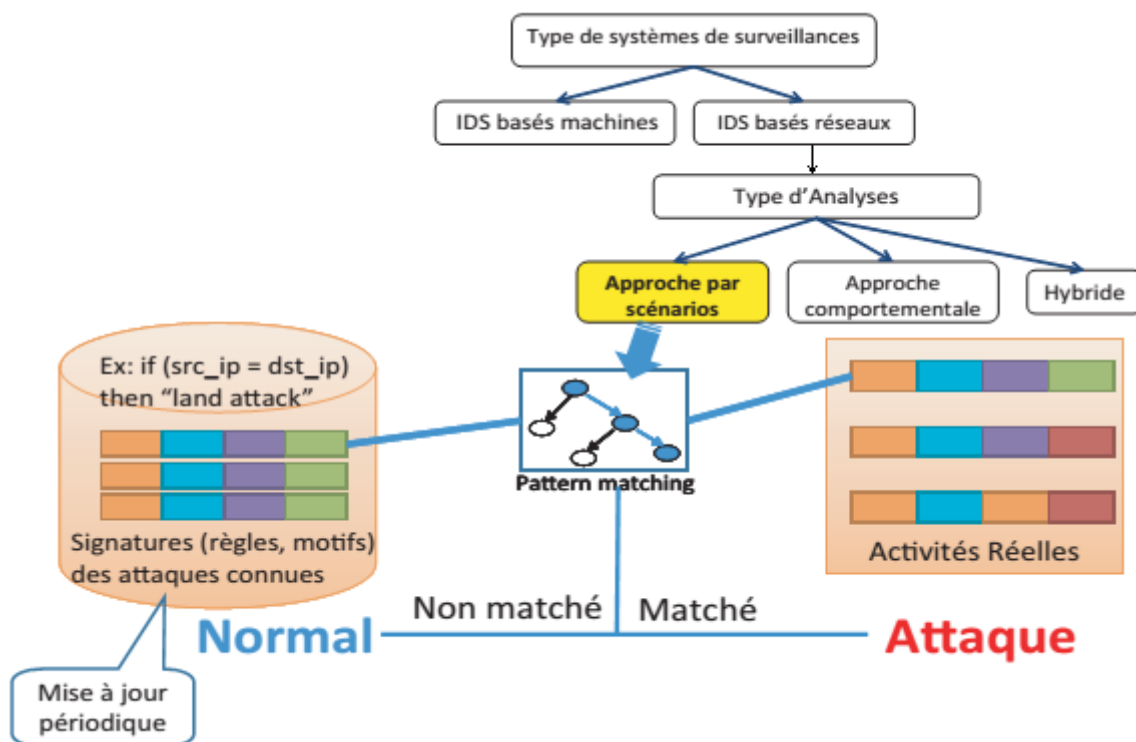 Type de systèmes de surveillances
IDS basés machines
IDS basés réseaux
Type d'Analyses
Approche par
scénarios
Approche
comportementale
Hybride
Ex: if (src_ip = dst_ip)
then "land attack"
Signatures (règles, motifs)
des attaques connues
Pattern matching
Activités Réelles
Non matché
Matché
Normal
Attaque
Mise à jour
périodique